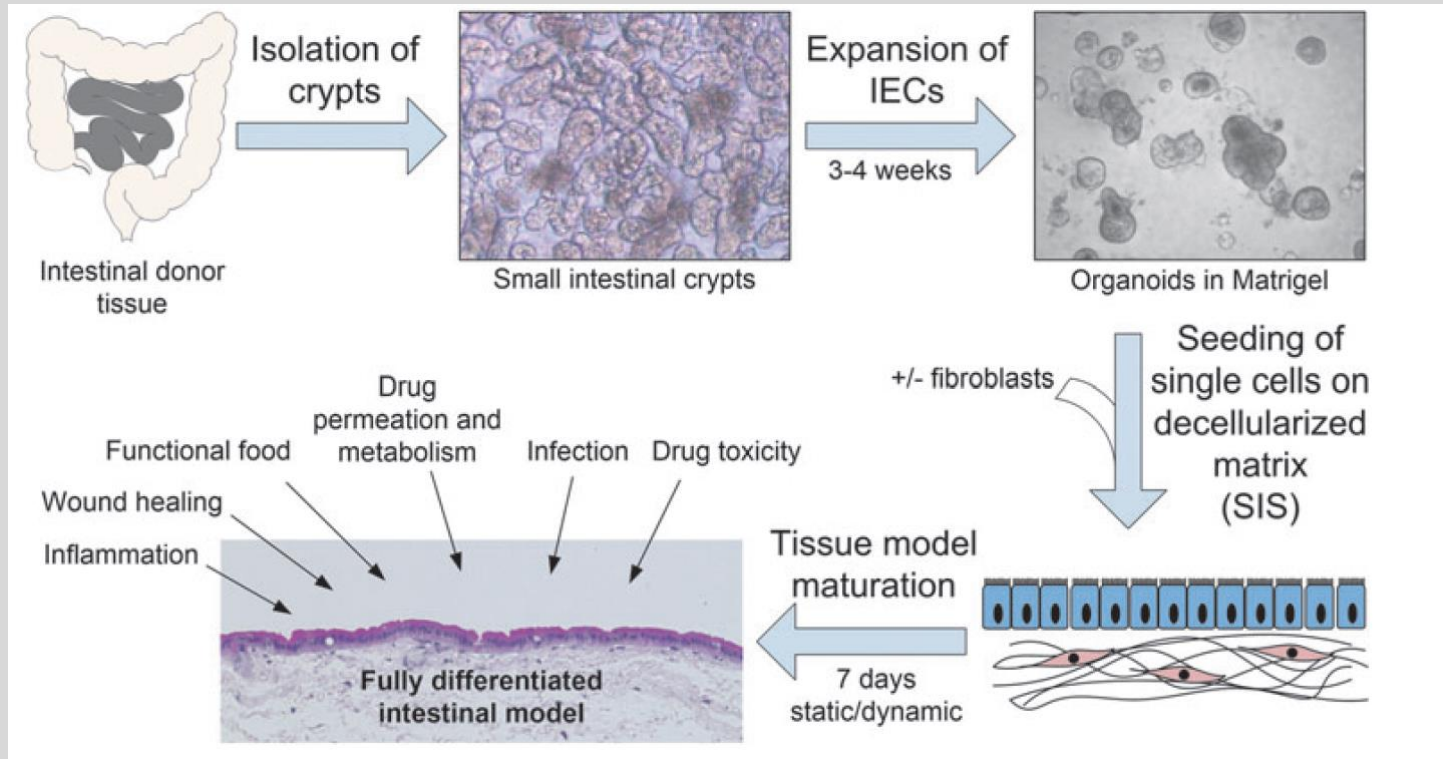 Isolation of
crypts
Expansion of
IECs
3-4 weeks
Intestinal donor
tissue
Small intestinal crypts
Organoids in Matrigel
+/- fibroblasts
Seeding of
single cells on
decellularized
matrix
(SIS)
Drug
permeation and
metabolism
Functional food
Infection
Drug toxicity
Wound healing
Inflammation
Tissue model
maturation
7 days
static/dynamic
Fully differentiated
intestinal model